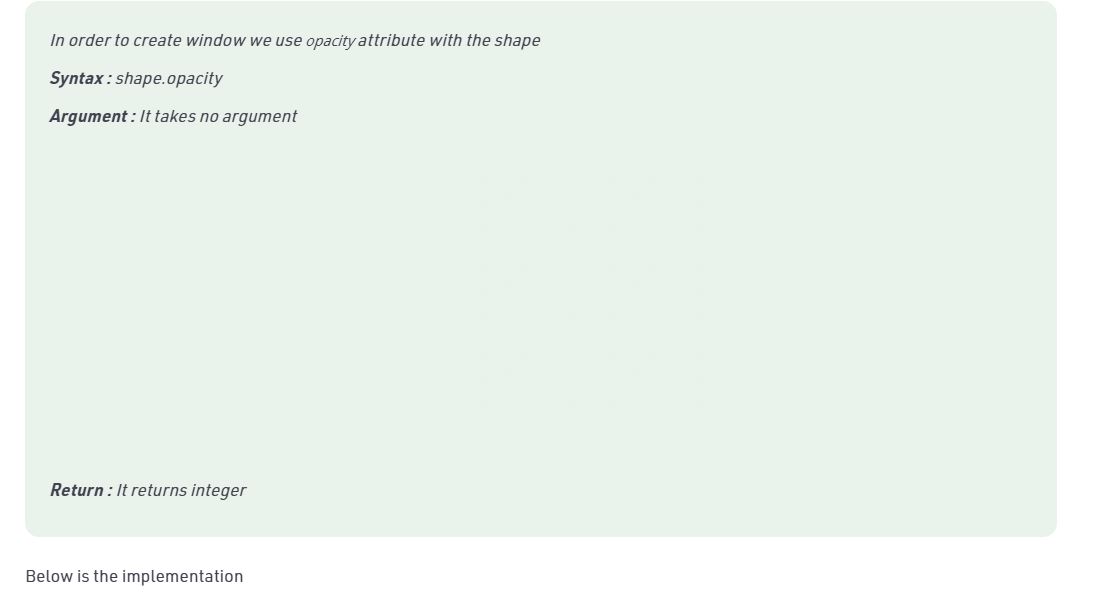 In order to create window we use opacity attribute with the shape
Syntax : shape.opacity
Argument : It takes no argument
Return : It returns integer
Below is the implementation